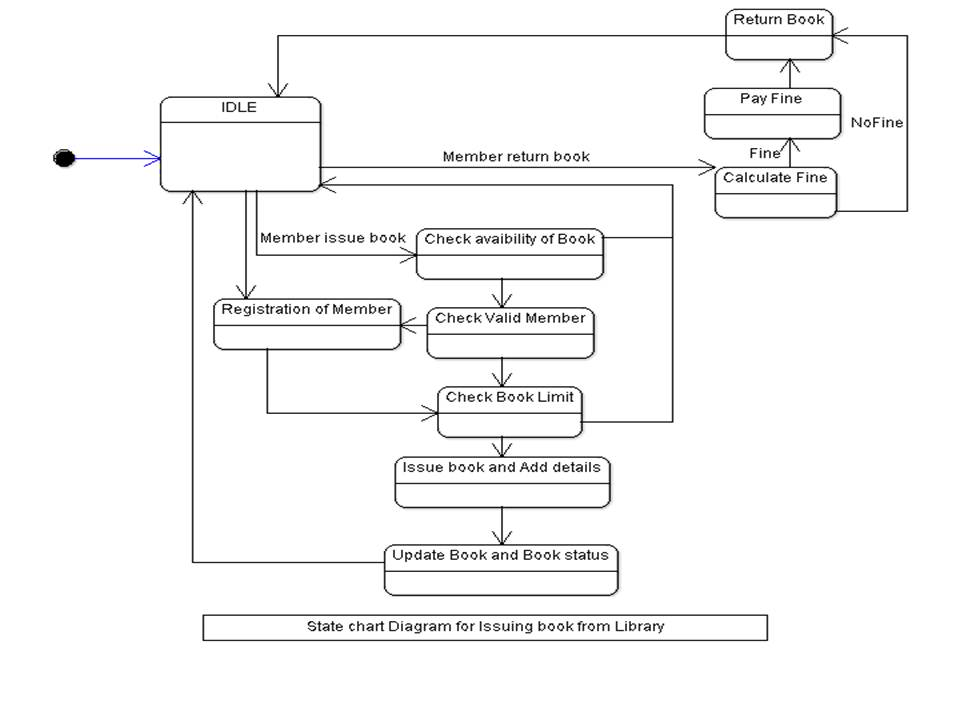 Return Book
IDLE
Pay Fine
NoFine
Member return book
Fine
Calculate Fine
Member issue book
Check avaibility of Book
Registration of Member
Check Valid Member
Check Book Limit
Issue book and Add details
Update Book and Book status
State chart Diagram for Issuing book from Library